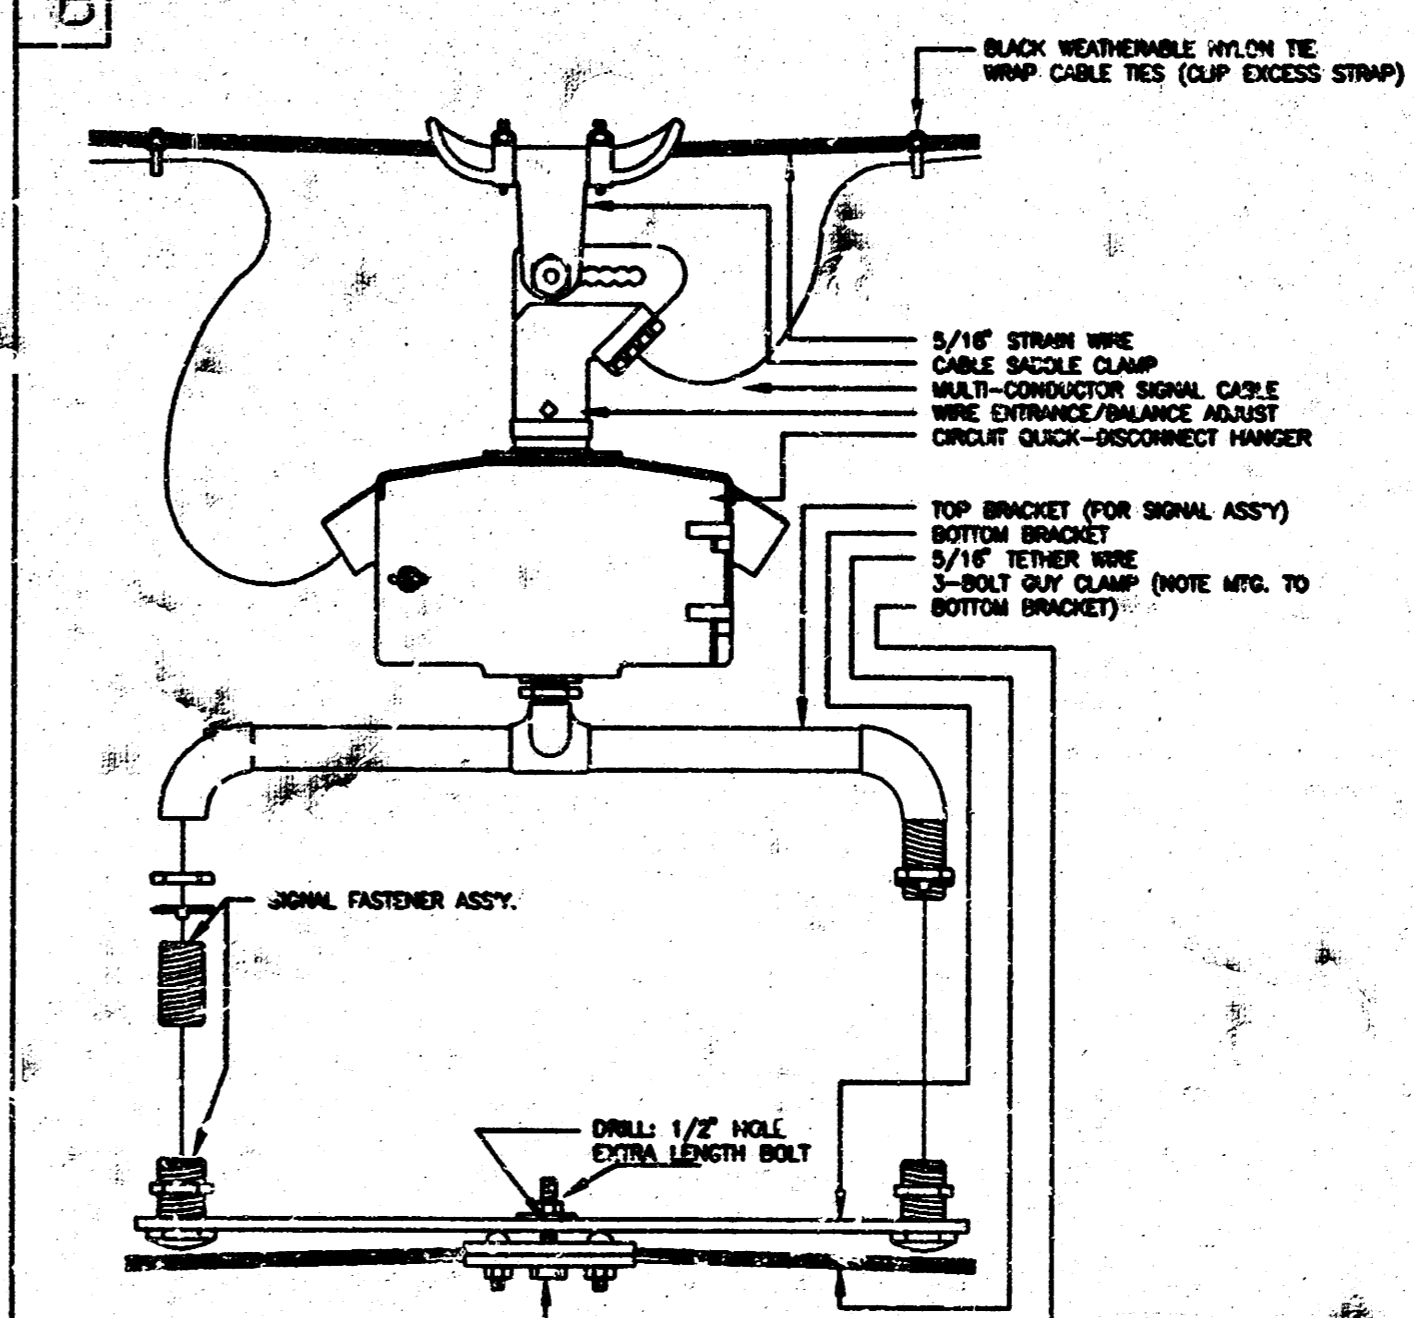 B
BLACK WEATHERABLE NYLON TIE
WRAP CABLE TIES (CLIP EXCESS STRAP)
5/16" STRAIN WIRE
CABLE SADDLE CLAMP
MULTI-CONDUCTOR SIGNAL CABLE
WIRE ENTRANCE/BALANCE ADJUST
CIRCUIT QUICK-DISCONNECT HANGER
TOP BRACKET (FOR SIGNAL ASS'Y)
BOTTOM BRACKET
5/16" TETHER WIRE
3-BOLT GUY CLAMP (NOTE MTG. TO
BOTTOM BRACKET)
SIGNAL FASTENER ASS'Y.
DRILL: 1/2" HOLE
EXTRA LENGTH BOLT